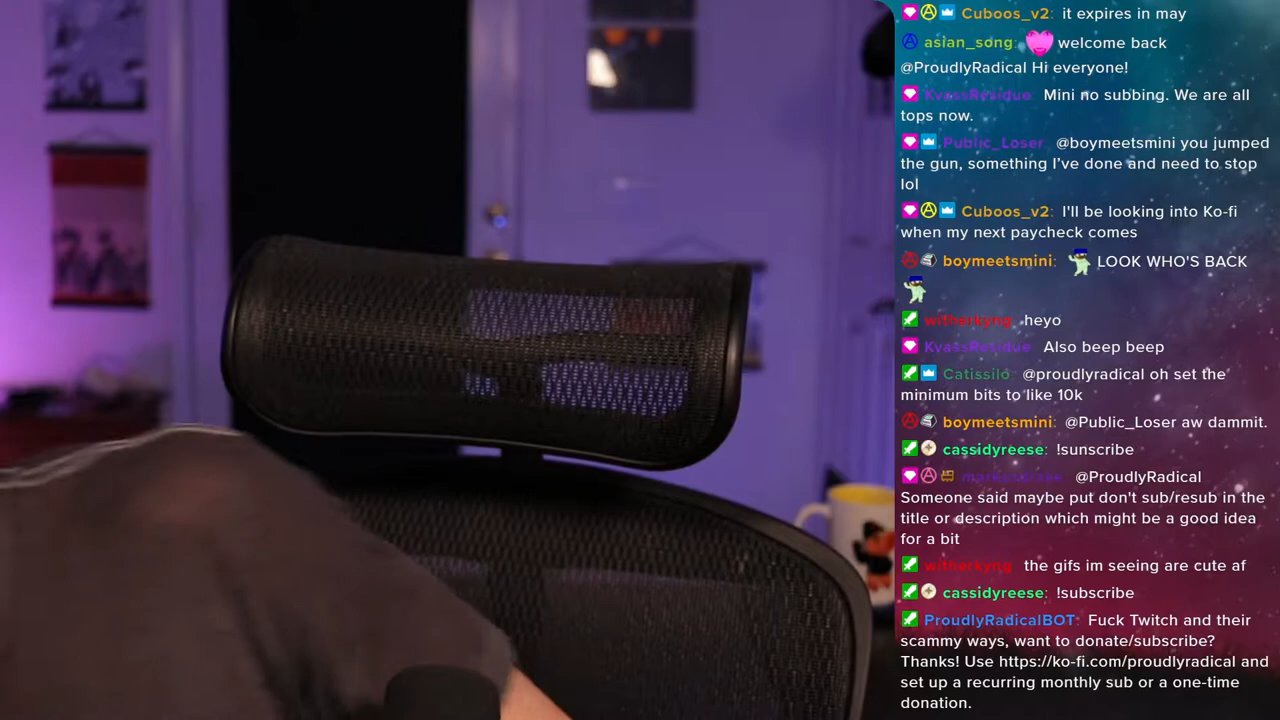 Cuboos_v2: it expires in may
asian_song: welcome back
@ProudlyRadical Hi everyone!
KvassResidue Mini no subbing. We are all
tops now.
Public_Loser @boymeetsmini you jumped
the gun, something I've done and need to stop
lol
Cuboos_v2: I'll be looking into Ko-fi
when my next paycheck comes
boymeetsmini: LOOK WHO'S BACK
witherkyng heyo
KvassResidue Also beep beep
Catissilo: @proudlyradical oh set the
minimum bits to like 10k
boymeetsmini: @Public_Loser aw dammit.
cassidyreese: !sunscribe
@ProudlyRadical
Someone said maybe put don't sub/resub in the
title or description which might be a good idea
for a bit
witherkyng the gifs im seeing are cute af
cassidyreese: !subscribe
ProudlyRadicalBOT: Fuck Twitch and their
scammy ways, want to donate/subscribe?
Thanks! Use https://ko-fi.com/proudlyradical and
set up a recurring monthly sub or a one-time
donation.